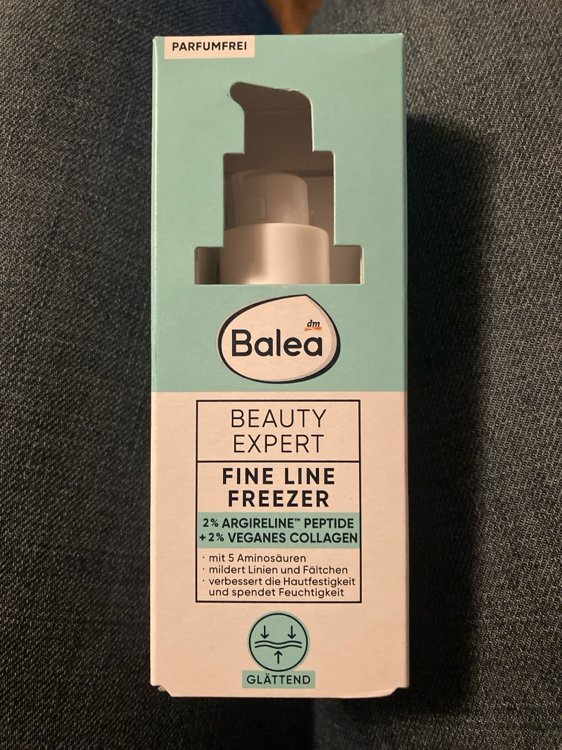 PARFUMFREI
dm
Balea
BEAUTY
EXPERT
FINE LINE
FREEZER
2% ARGIRELINE™ PEPTIDE
+2% VEGANES COLLAGEN
· mit 5 Aminosäuren
· mildert Linien und Fältchen
· verbessert die Hautfestigkeit
und spendet Feuchtigkeit
GLÄTTEND